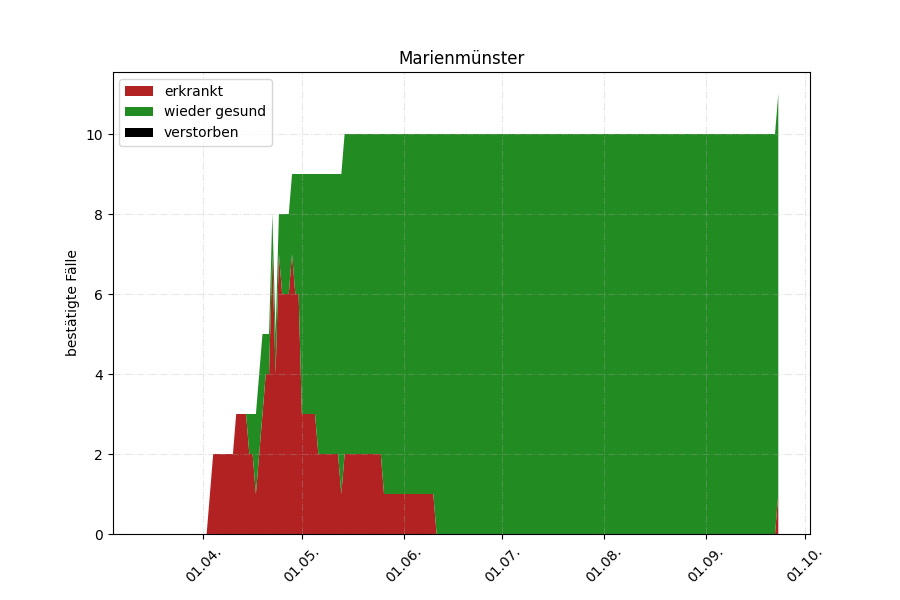 Marienmünster
erkrankt
wieder gesund
verstorben
bestätigte Fälle
10
8
6
4
2
0
01.04.
01.05.
01.06.
01.07.
01.08.
01.09.
01.10.